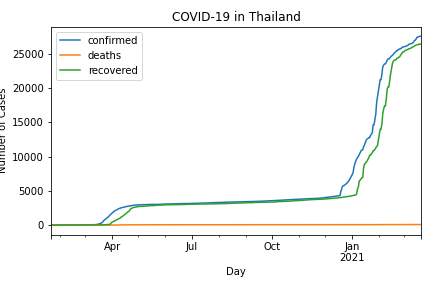 COVID-19 in Thailand
confirmed
deaths
recovered
25000
20000
15000
10000
5000
0
Number of Cases
Apr
Jul
Oct
Jan
2021
Day